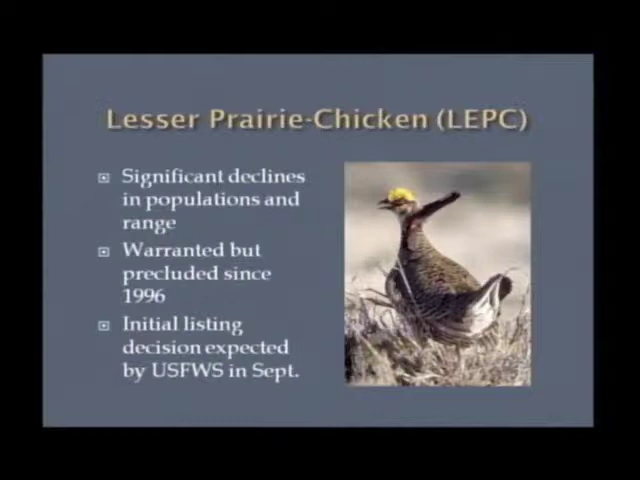 Lesser Prairie-Chicken (LEPC)
Significant declines
in populations and
range
Warranted but
precluded since
1996
Initial listing
decision expected
by USFWS in Sept.